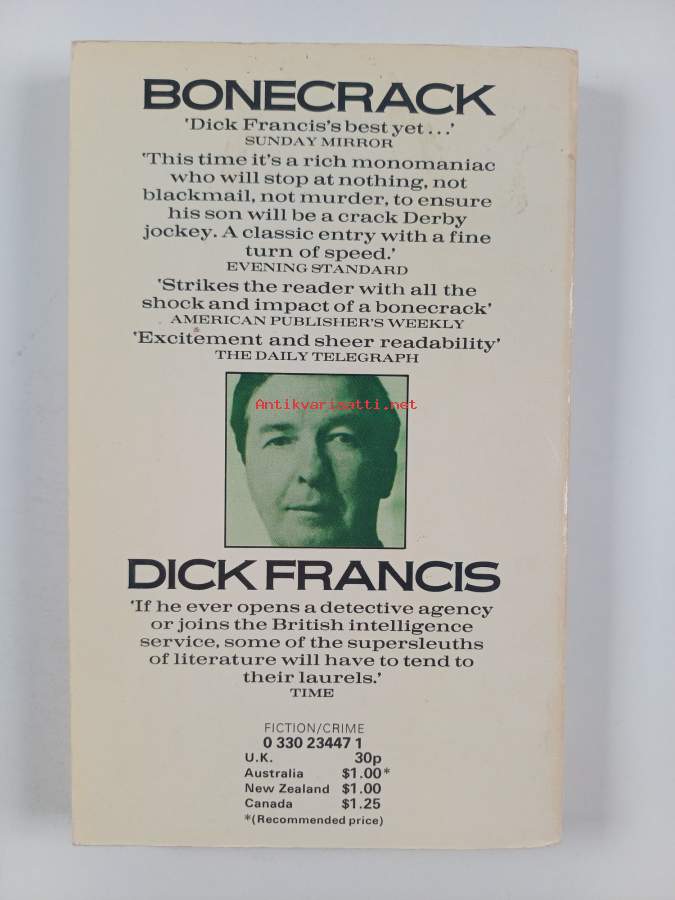 BONECRACK
'Dick Francis's best yet...'
SUNDAY MIRROR
'This time it's a rich monomaniac
who will stop at nothing, not
blackmail, not murder, to ensure
his son will be a crack Derby
jockey. A classic entry with a fine
turn of speed.'
EVENING STANDARD
'Strikes the reader with all the
shock and impact of a bonecrack'
AMERICAN PUBLISHER'S WEEKLY
'Excitement and sheer readability'
THE DAILY TELEGRAPH
Antikvarisatti.net
DICK FRANCIS
'If he ever opens a detective agency
or joins the British intelligence
service, some of the supersleuths
of literature will have to tend to
their laurels.'
TIME
FICTION/CRIME
0 330 23447 1
U.K. 30p
Australia $1.00*
New Zealand $1.00
Canada $1.25
*(Recommended price)